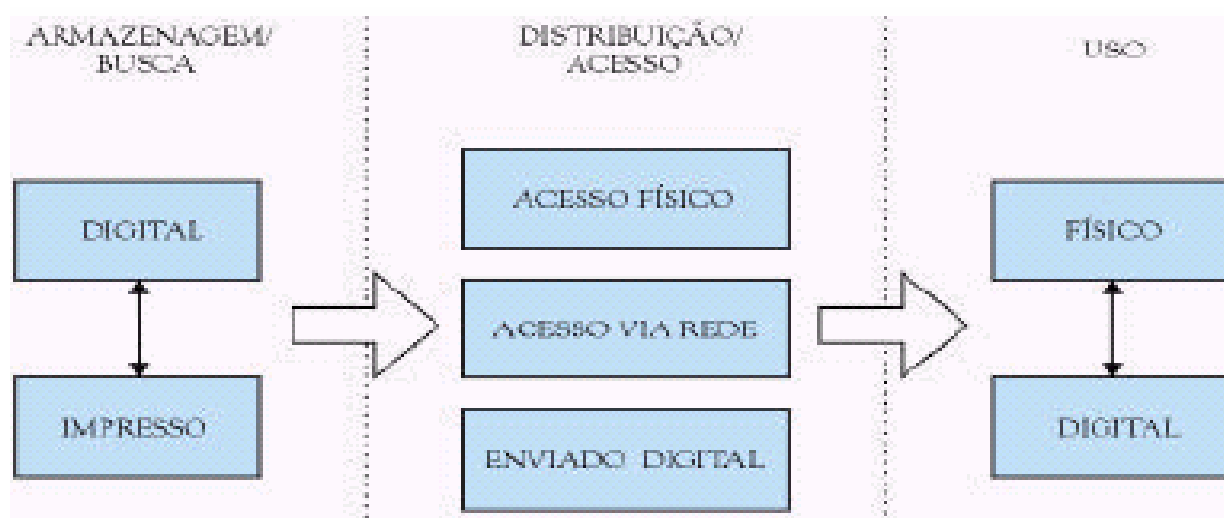 ARMAZENAGEM/
BUSCA
DIGITAL
IMPRESSO
DISTRIBUIÇÃO/
ACESSO
ACESSO FÍSICO
ACESSO VIA REDE
ENVIADO DIGITAL
USO
FÍSICO
DIGITAL